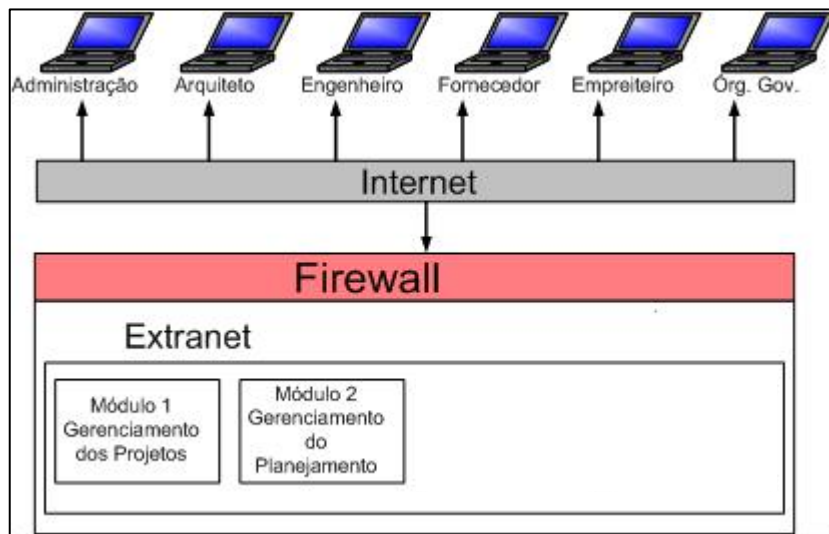 Administração
Arquiteto
Engenheiro
Fornecedor
Empreiteiro
Órg. Gov.
Internet
Firewall
Extranet
Módulo 1
Gerenciamento
dos Projetos
Módulo 2
Gerenciamento
do
Planejamento